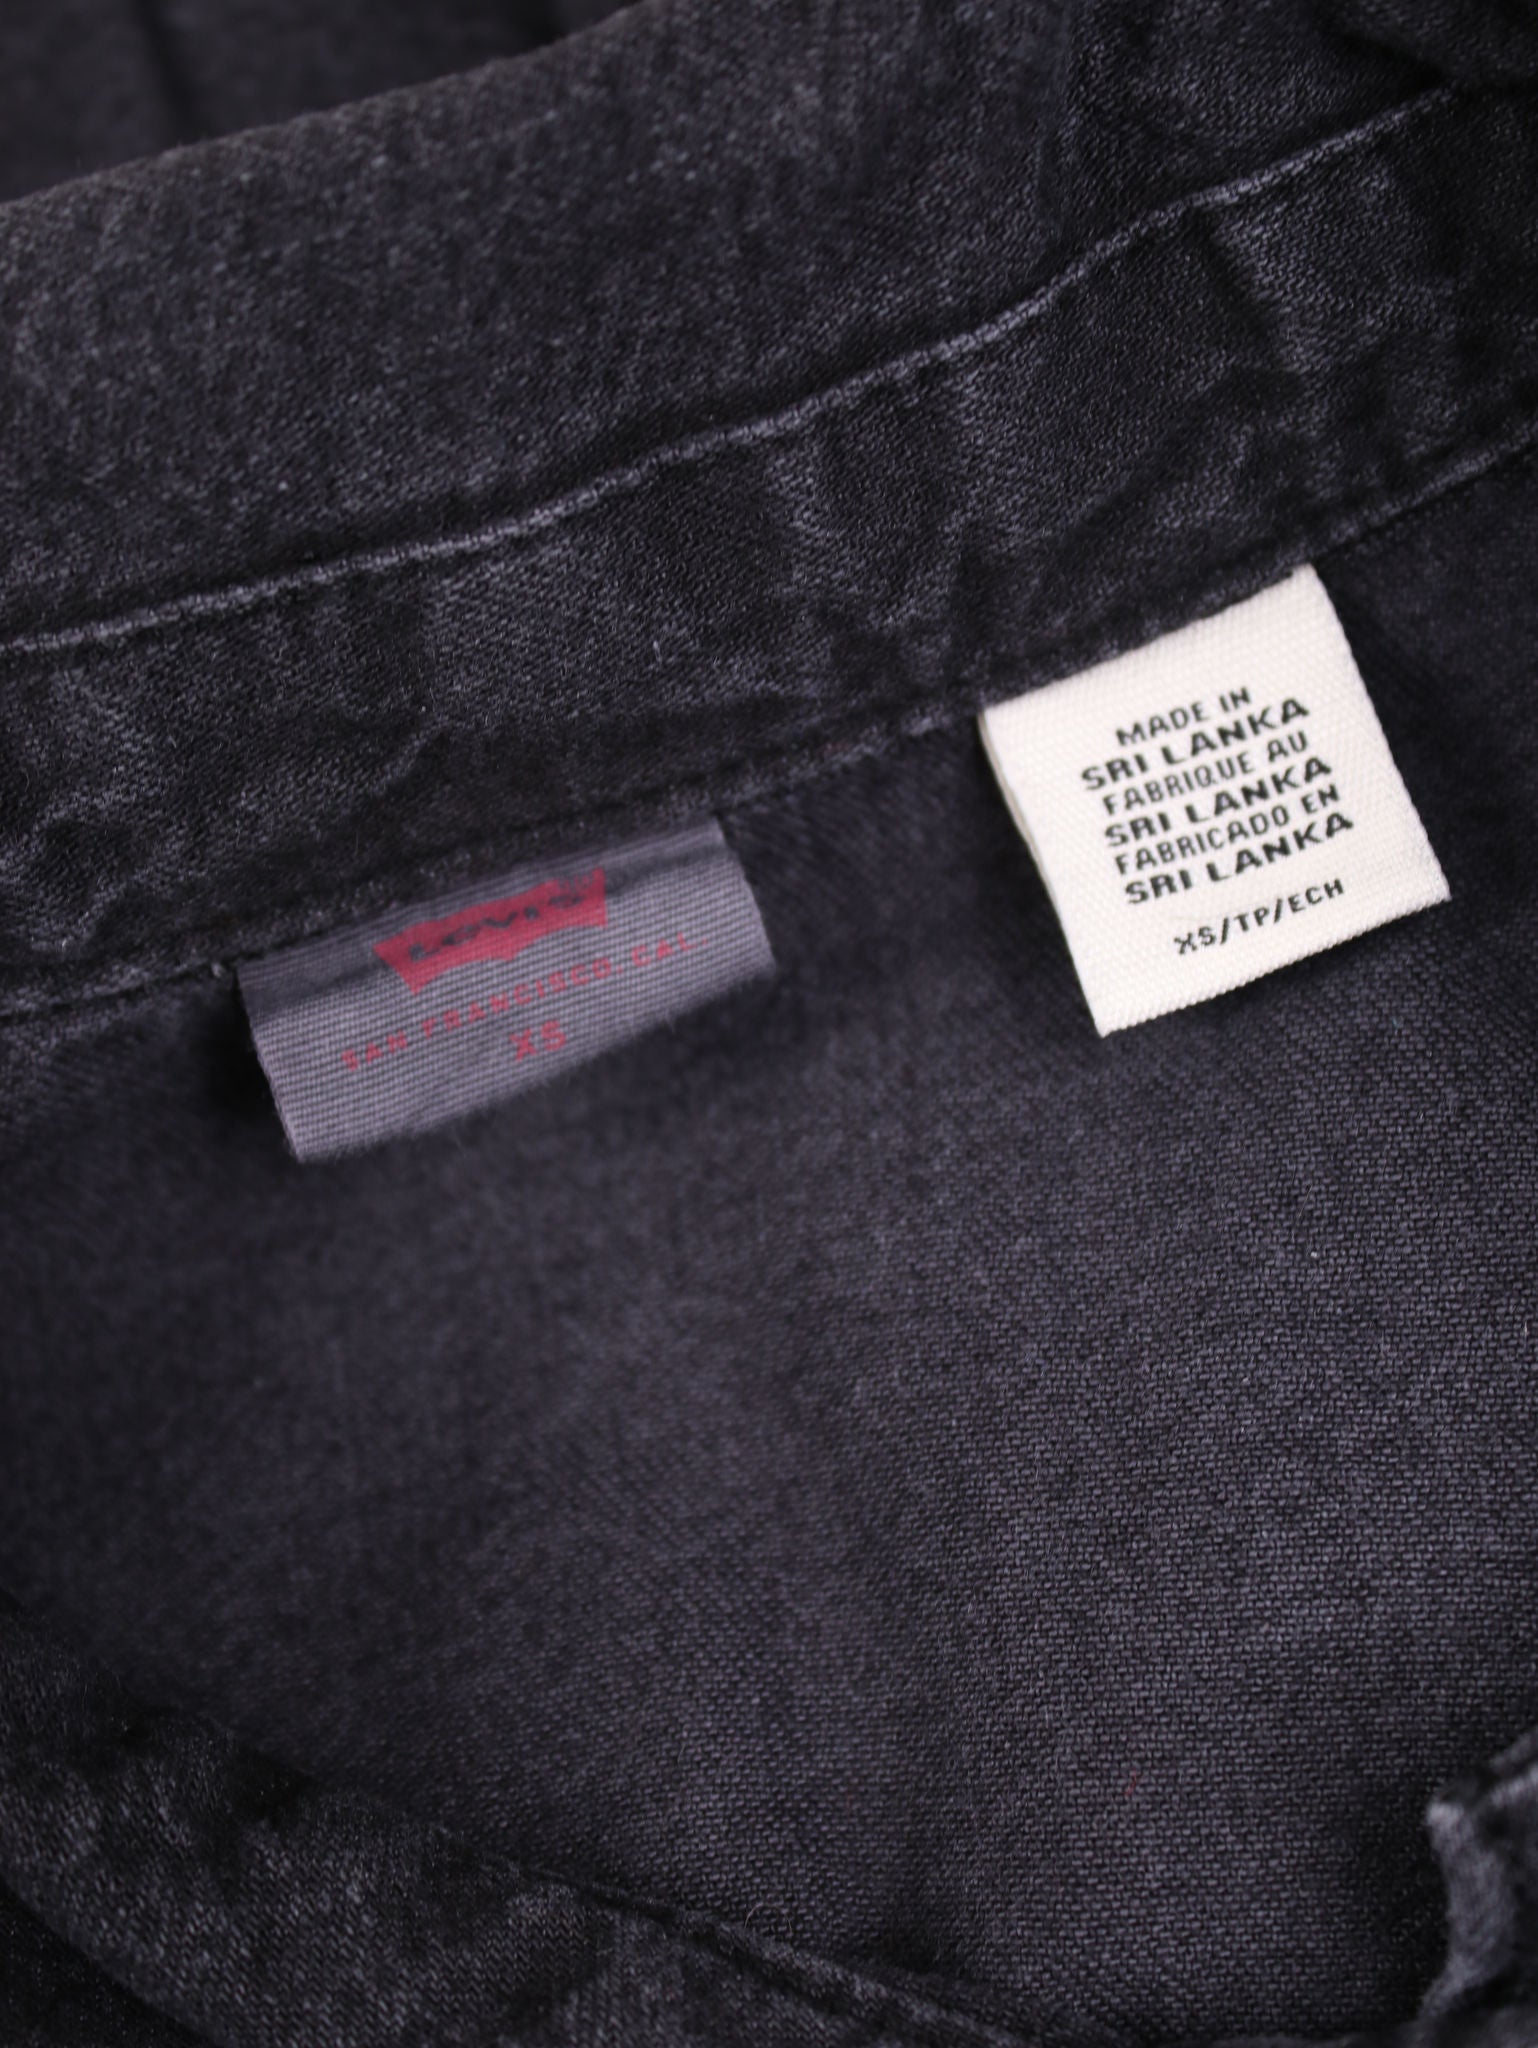 Levi's
SAN FRANCISCO, CAL.
XS
MADE IN
SRI LANKA
FABRIQUE AU
SRI LANKA
FABRICADO EN
SRI LANKA
XS/TP/ECH